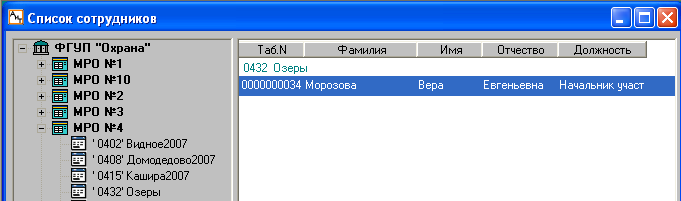 Список сотрудников
ФГУП "Охрана"
МРО №1
МРО №10
МРО №2
МРО №3
МРО №4
'0402' Видное2007
'0408' Домодедово2007
'0415' Кашира2007
'0432' Озеры
Таб.N Фамилия Имя Отчество Должность
0432 Озеры
0000000034 Морозова Вера Евгеньевна Начальник участ